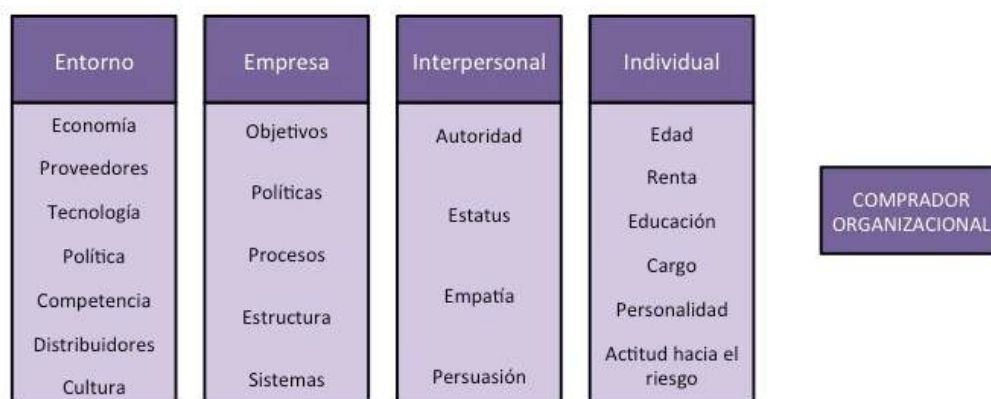 Entorno
Economía
Proveedores
Tecnología
Política
Competencia
Distribuidores
Cultura
Empresa
Objetivos
Políticas
Procesos
Estructura
Sistemas
Interpersonal
Autoridad
Estatus
Empatía
Persuasión
Individual
Edad
Renta
Educación
Cargo
Personalidad
Actitud hacia el
riesgo
COMPRADOR
ORGANIZACIONAL